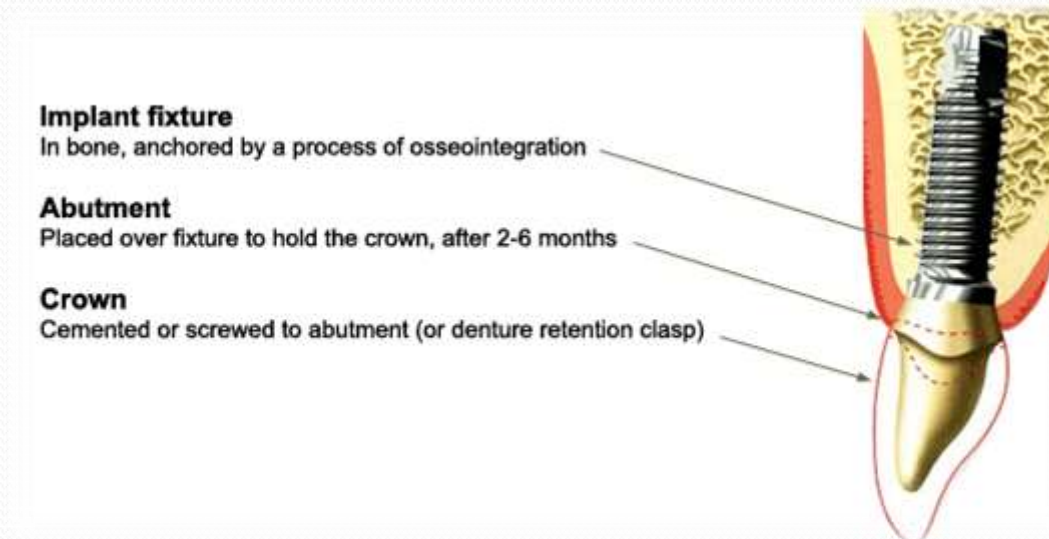 Implant fixture
In bone, anchored by a process of osseointegration
Abutment
Placed over fixture to hold the crown, after 2-6 months
Crown
Cemented or screwed to abutment (or denture retention clasp)